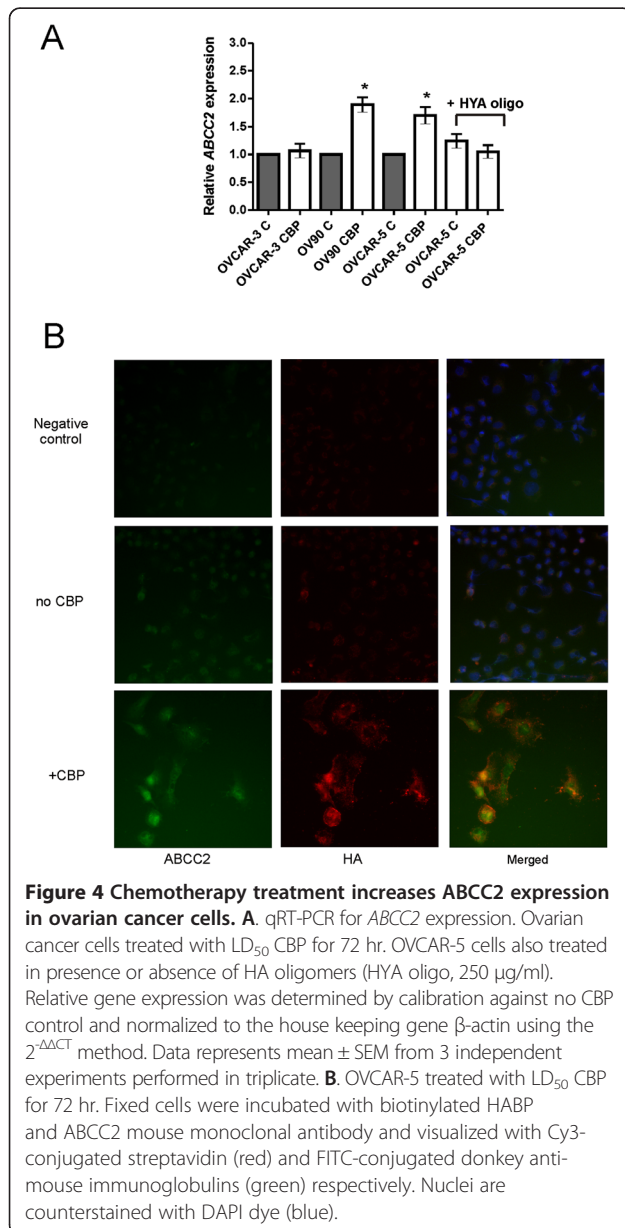 A
3.0
2.5
2.0
1.5
1.0
0.5
0.0
Relative ABCC2 expression
*
*
+ HYA oligo
OVCAR-3 C
OVCAR-3 CBP
OV90 C
OV90 CBP
OVCAR-5 C
OVCAR-5 CBP
OVCAR-5 C
OVCAR-5 CBP
B
Negative
control
no CBP
+CBP
ABCC2
HA
Merged
Figure 4 Chemotherapy treatment increases ABCC2 expression
in ovarian cancer cells. A. qRT-PCR for ABCC2 expression. Ovarian
cancer cells treated with LD50 CBP for 72 hr. OVCAR-5 cells also treated
in presence or absence of HA oligomers (HYA oligo, 250 μg/ml).
Relative gene expression was determined by calibration against no CBP
control and normalized to the house keeping gene β-actin using the
2-ΔΔCT method. Data represents mean ± SEM from 3 independent
experiments performed in triplicate. B. OVCAR-5 treated with LD50 CBP
for 72 hr. Fixed cells were incubated with biotinylated HABP
and ABCC2 mouse monoclonal antibody and visualized with Cy3-
conjugated streptavidin (red) and FITC-conjugated donkey anti-
mouse immunoglobulins (green) respectively. Nuclei are
counterstained with DAPI dye (blue).